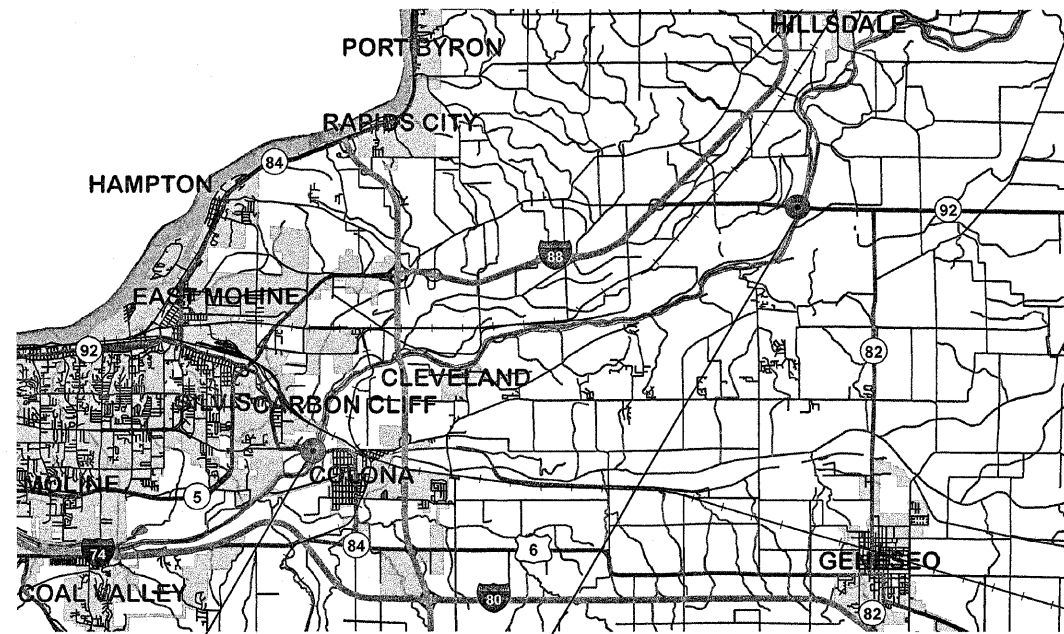 HILLSDALE
PORT BYRON
RAPIDS CITY
84
HAMPTON
92
88
EAST MOLINE
92
82
CLEVELAND
SILVIS
CARBON CLIFF
COLONA
MOLINE
5
84
6
74
GENESEO
COAL VALLEY
80
82